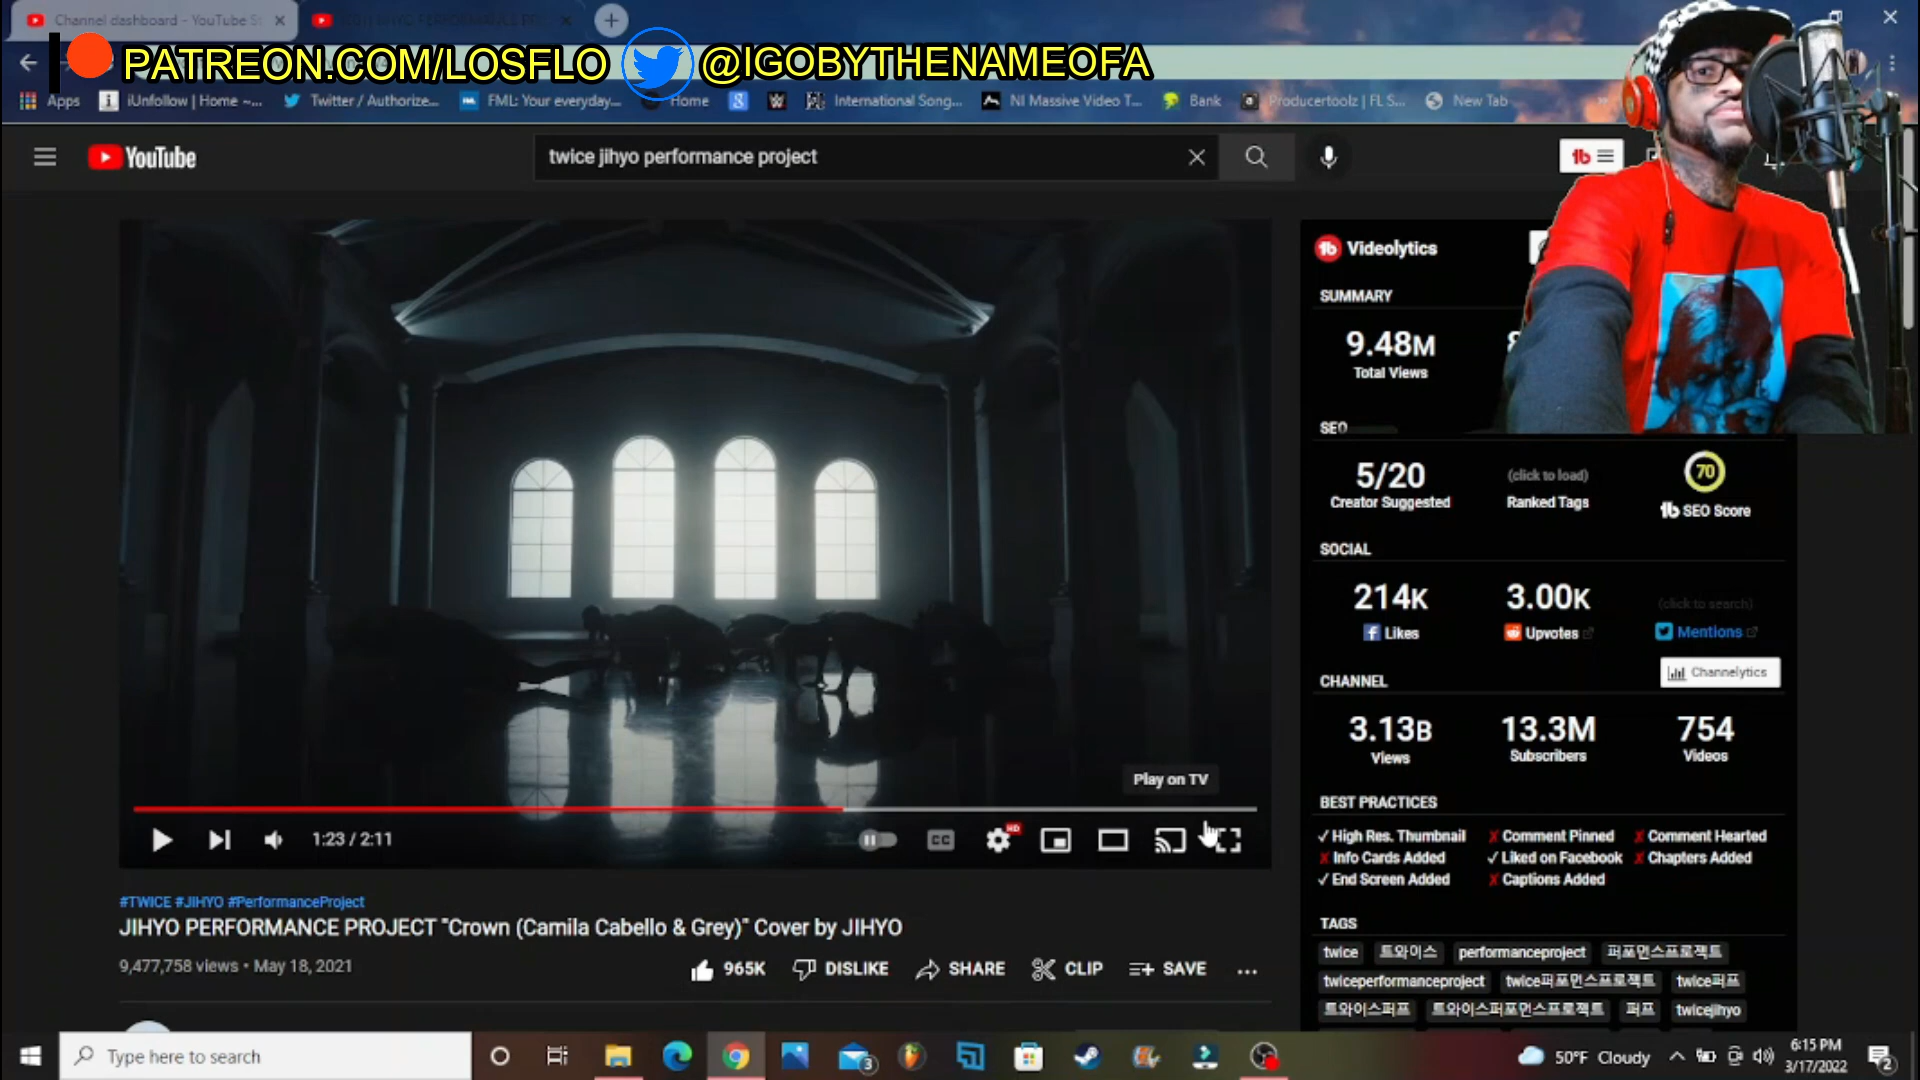 Channel dashboard - YouTube St
PATREON.COM/LOSFLO @IGOBYTHENAMEOFA
Apps iUnfollow | Home ~... Twitter / Authorize... FML: Your everyday... Home International Song... NI Massive Video T... Bank Producertoolz | FL S... New Tab
YouTube
twice jihyo performance project
Videolytics
SUMMARY
9.48M
Total Views
SEO
5/20
Creator Suggested
(click to load)
Ranked Tags
70
SEO Score
SOCIAL
214K
Likes
3.00K
Upvotes
(click to search)
Mentions
CHANNEL
Channelytics
3.13B
Views
13.3M
Subscribers
754
Videos
BEST PRACTICES
✓ High Res. Thumbnail ✗ Comment Pinned ✗ Comment Hearted
✗ Info Cards Added ✓ Liked on Facebook ✗ Chapters Added
✓ End Screen Added ✗ Captions Added
TAGS
twice 트와이스 performanceproject 퍼포먼스프로젝트
twiceperformanceproject twice퍼포먼스프로젝트 twice퍼프
트와이스퍼프 트와이스퍼포먼스프로젝트 퍼프 twicejihyo
Play on TV
1:23 / 2:11
CC HD
#TWICE #JIHYO #PerformanceProject
JIHYO PERFORMANCE PROJECT "Crown (Camila Cabello & Grey)" Cover by JIHYO
9,477,758 views • May 18, 2021
965K DISLIKE SHARE CLIP SAVE ...
Type here to search
3
50°F Cloudy
6:15 PM
3/17/2022
2